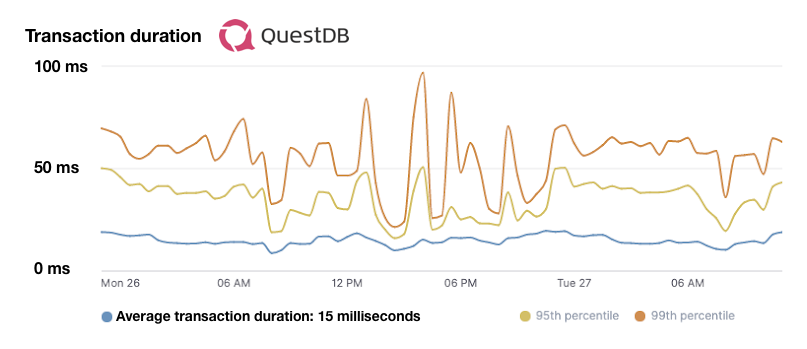 Transaction duration QuestDB
100 ms
50 ms
0 ms
Mon 26 06 AM 12 PM 06 PM Tue 27 06 AM
Average transaction duration: 15 milliseconds 95th percentile 99th percentile